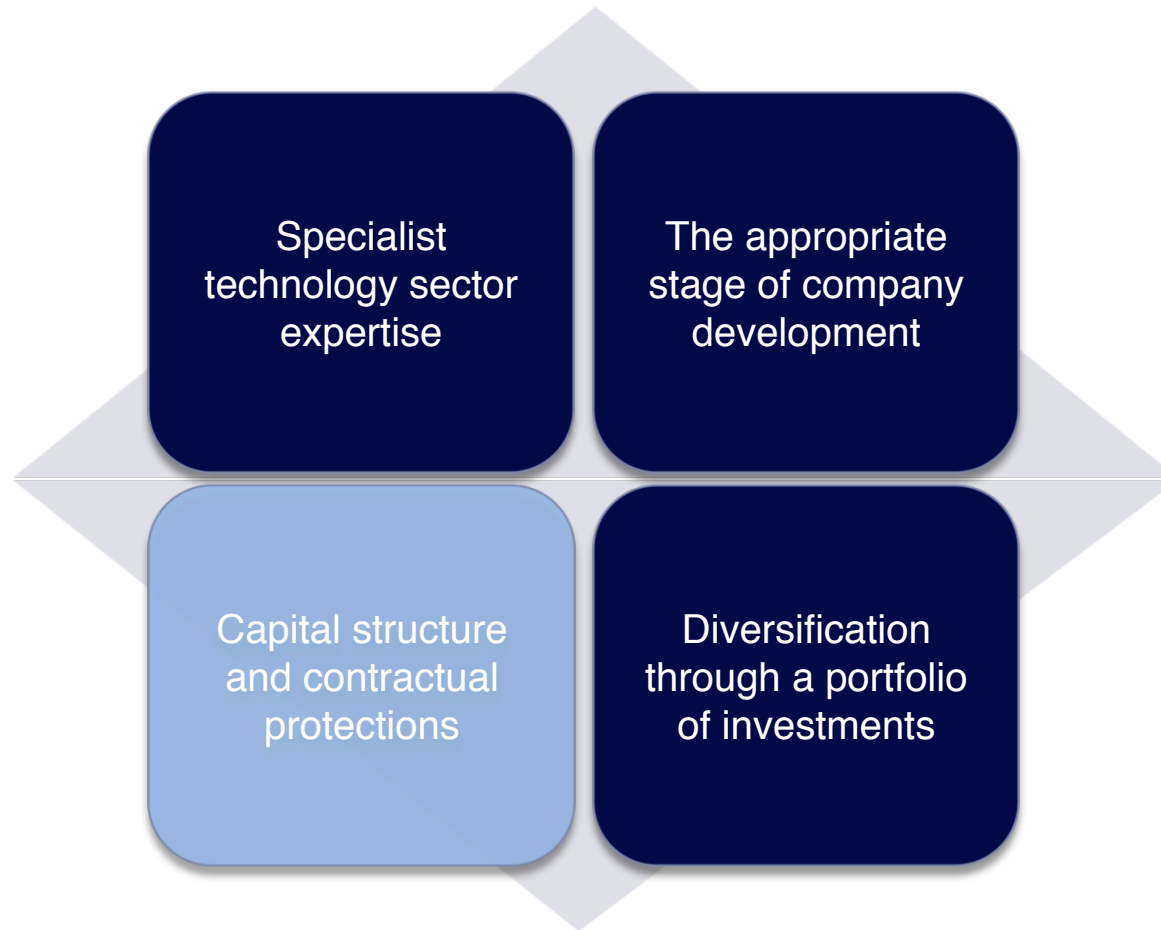 Specialist
technology sector
expertise
The appropriate
stage of company
development
Capital structure
and contractual
protections
Diversification
through a portfolio
of investments